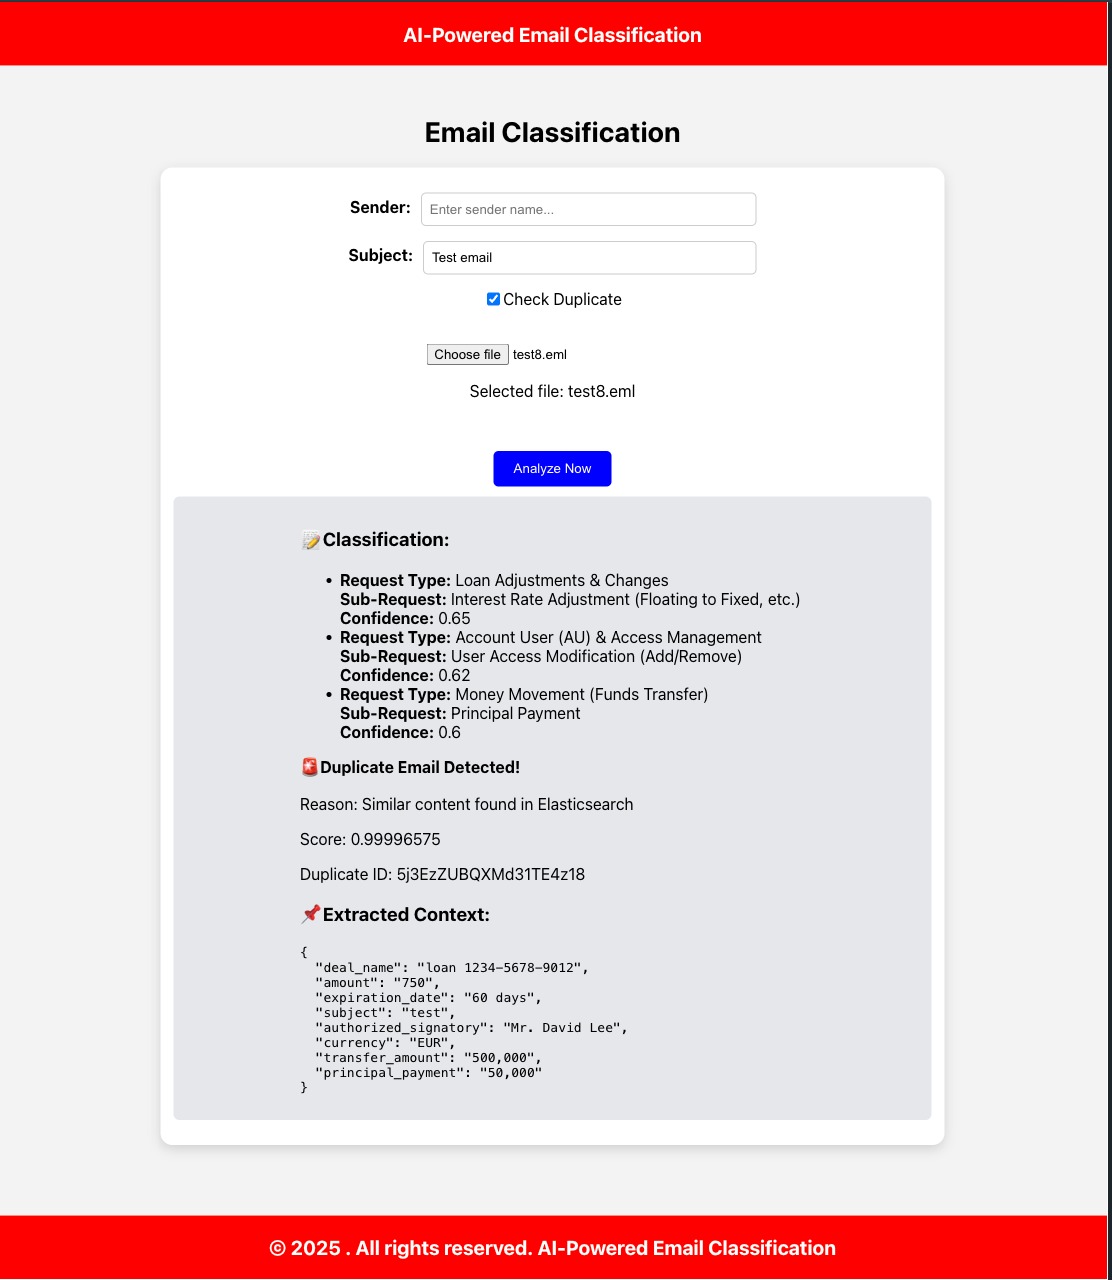 AI-Powered Email Classification
Email Classification
Sender: Enter sender name...
Subject: Test email
Check Duplicate
Choose file test8.eml
Selected file: test8.eml
Analyze Now
📝Classification:
• Request Type: Loan Adjustments & Changes
Sub-Request: Interest Rate Adjustment (Floating to Fixed, etc.)
Confidence: 0.65
• Request Type: Account User (AU) & Access Management
Sub-Request: User Access Modification (Add/Remove)
Confidence: 0.62
• Request Type: Money Movement (Funds Transfer)
Sub-Request: Principal Payment
Confidence: 0.6
🚨Duplicate Email Detected!
Reason: Similar content found in Elasticsearch
Score: 0.99996575
Duplicate ID: 5j3EzZUBQXMd31TE4z18
📌Extracted Context:
{
  "deal_name": "loan 1234-5678-9012",
  "amount": "750",
  "expiration_date": "60 days",
  "subject": "test",
  "authorized_signatory": "Mr. David Lee",
  "currency": "EUR",
  "transfer_amount": "500,000",
  "principal_payment": "50,000"
}
© 2025 . All rights reserved. AI-Powered Email Classification